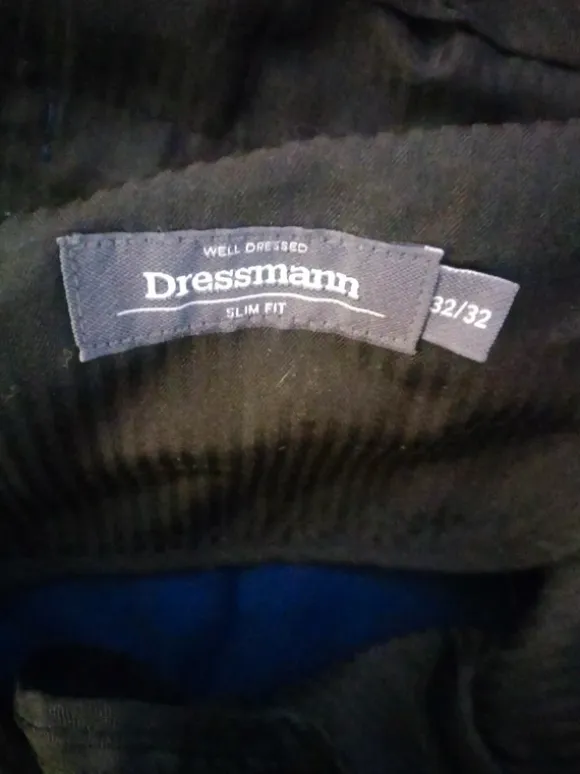 WELL DRESSED
Dressmann
SLIM FIT
32/32